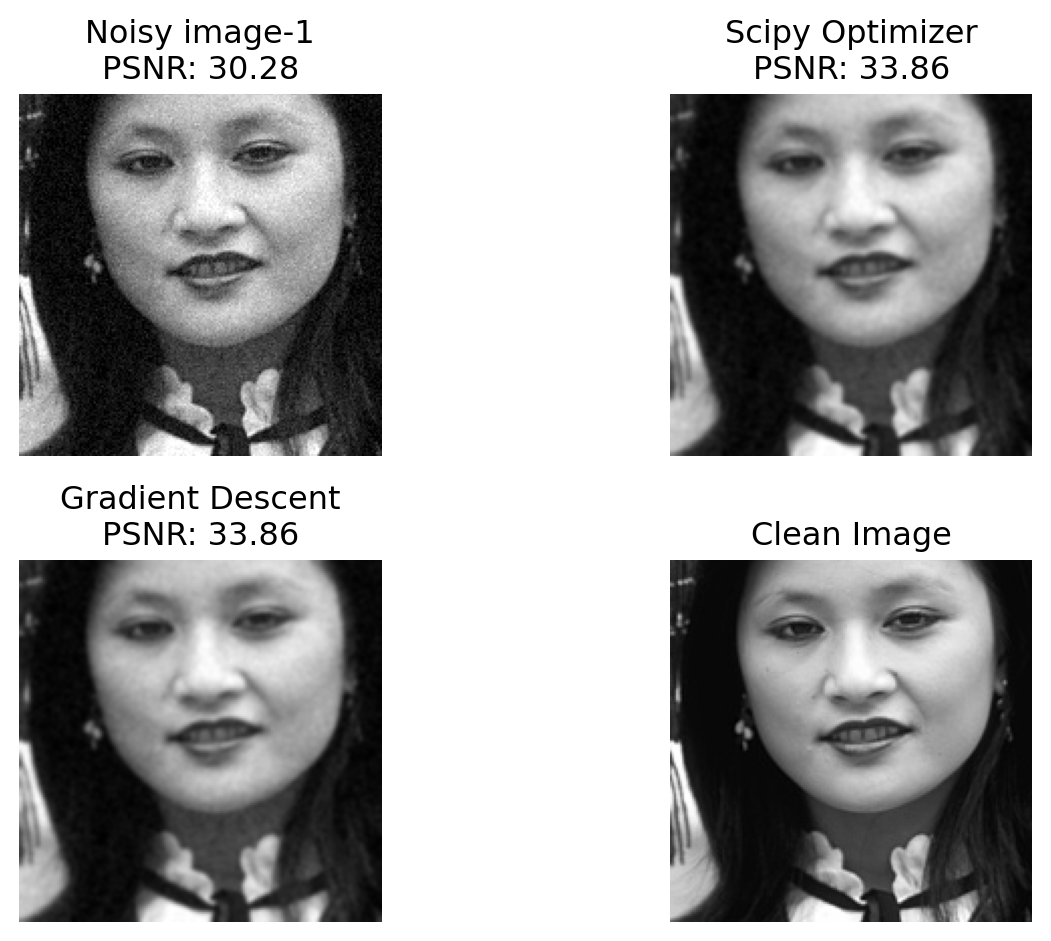 Noisy image-1
PSNR: 30.28
Scipy Optimizer
PSNR: 33.86
Gradient Descent
PSNR: 33.86
Clean Image